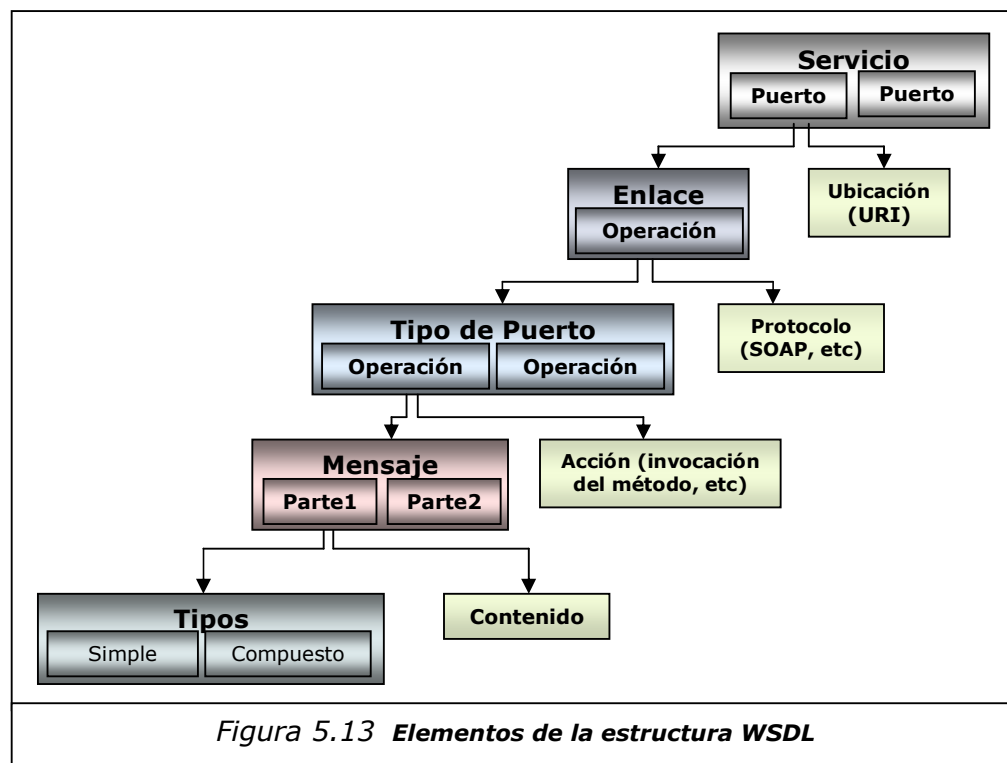 Servicio
Puerto Puerto
Enlace
Operación
Ubicación
(URI)
Tipo de Puerto
Operación Operación
Protocolo
(SOAP, etc)
Mensaje
Parte1 Parte2
Acción (invocación
del método, etc)
Tipos
Simple Compuesto
Contenido
Figura 5.13 Elementos de la estructura WSDL